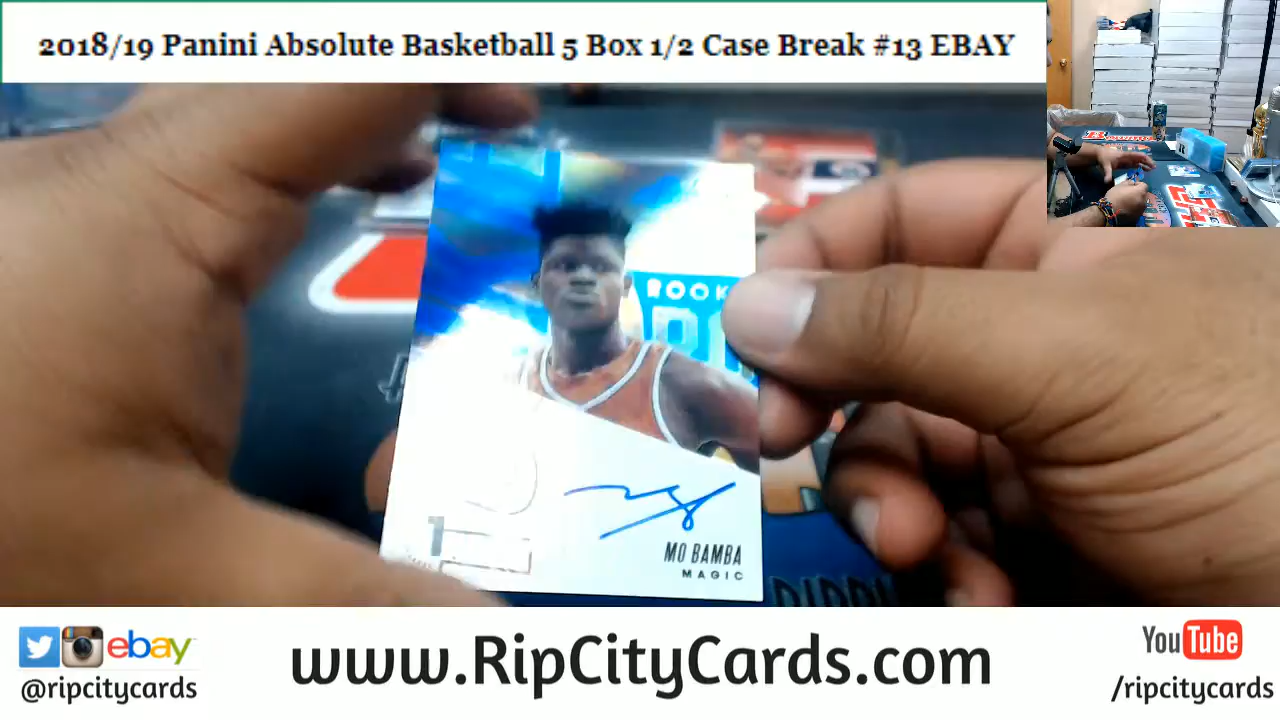 2018/19 Panini Absolute Basketball 5 Box 1/2 Case Break #13 EBAY
ROOK
MO BAMBA
MAGIC
ebay
@ripcitycards
www.RipCityCards.com
YouTube
/ripcitycards